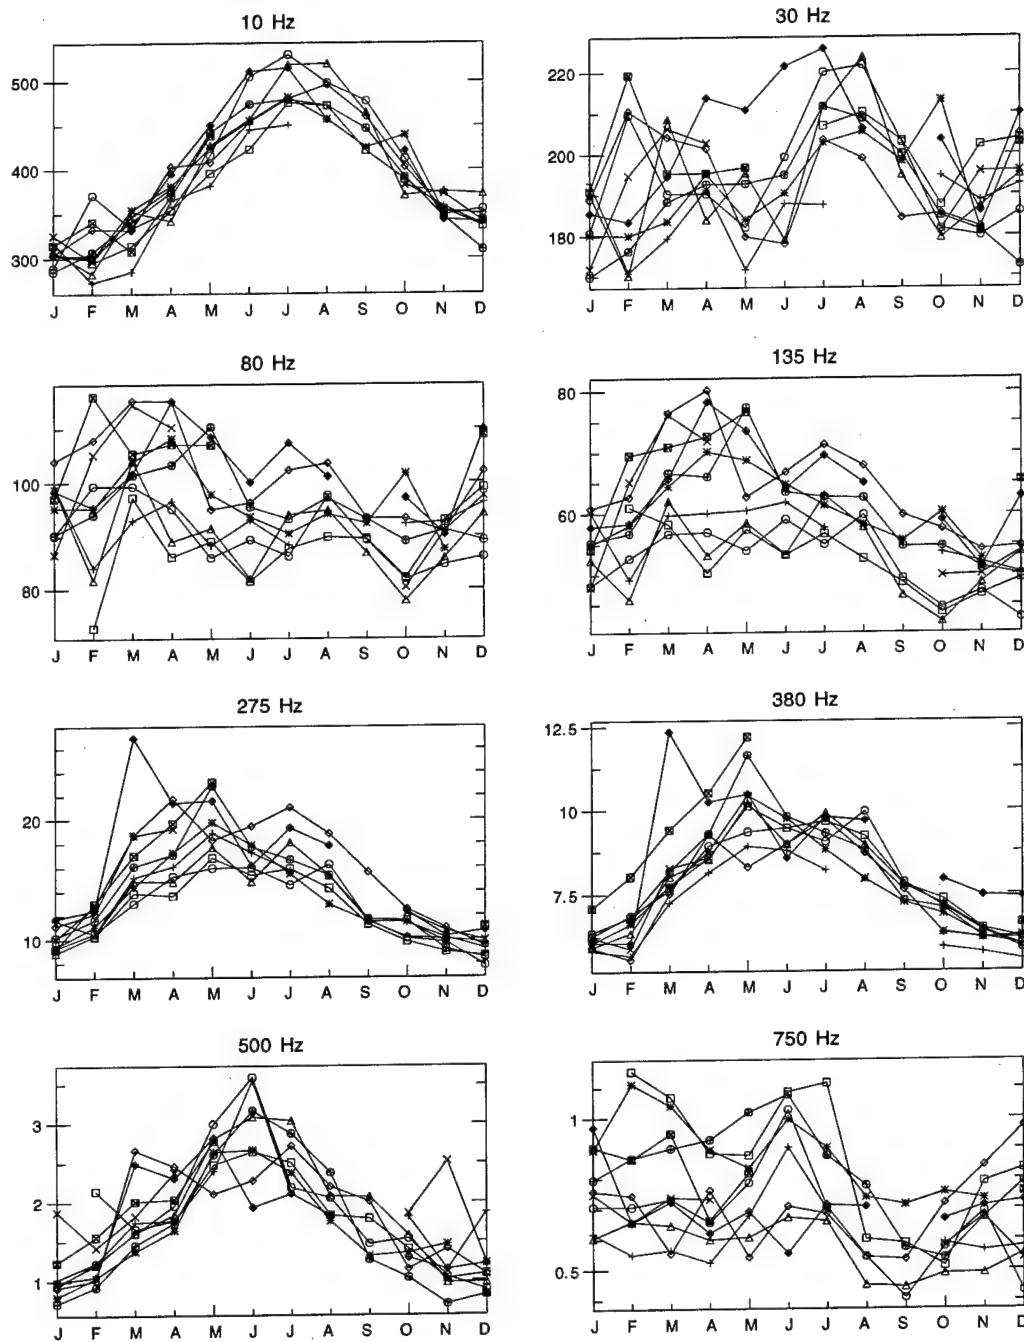 10 Hz
30 Hz
500
400
300
J F M A M J J A S O N D
220
200
180
J F M A M J J A S O N D
80 Hz
135 Hz
100
80
J F M A M J J A S O N D
80
60
J F M A M J J A S O N D
275 Hz
380 Hz
20
10
J F M A M J J A S O N D
12.5
10
7.5
J F M A M J J A S O N D
500 Hz
750 Hz
3
2
1
J F M A M J J A S O N D
1
0.5
J F M A M J J A S O N D